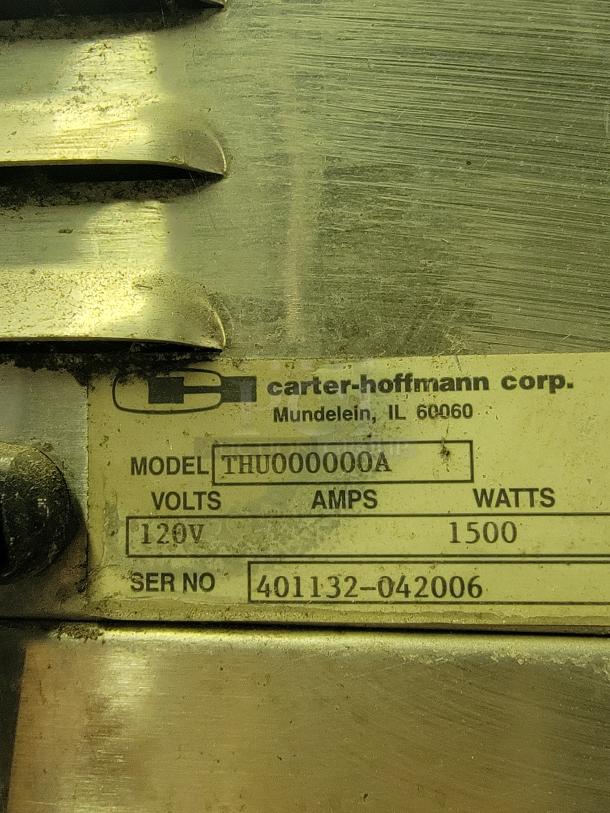 carter-hoffmann corp.
Mundelein, IL 60060
MODEL THU000000A
VOLTS AMPS WATTS
120V 1500
SER NO 401132-042006